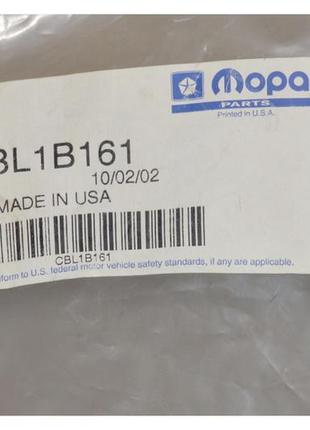 Mopa
PARTS
Printed in U.S.A.
BL1B161
10/02/02
MADE IN USA
CBL1B161
nform to U.S. federal motor vehicle safety standards, if any are applicable.